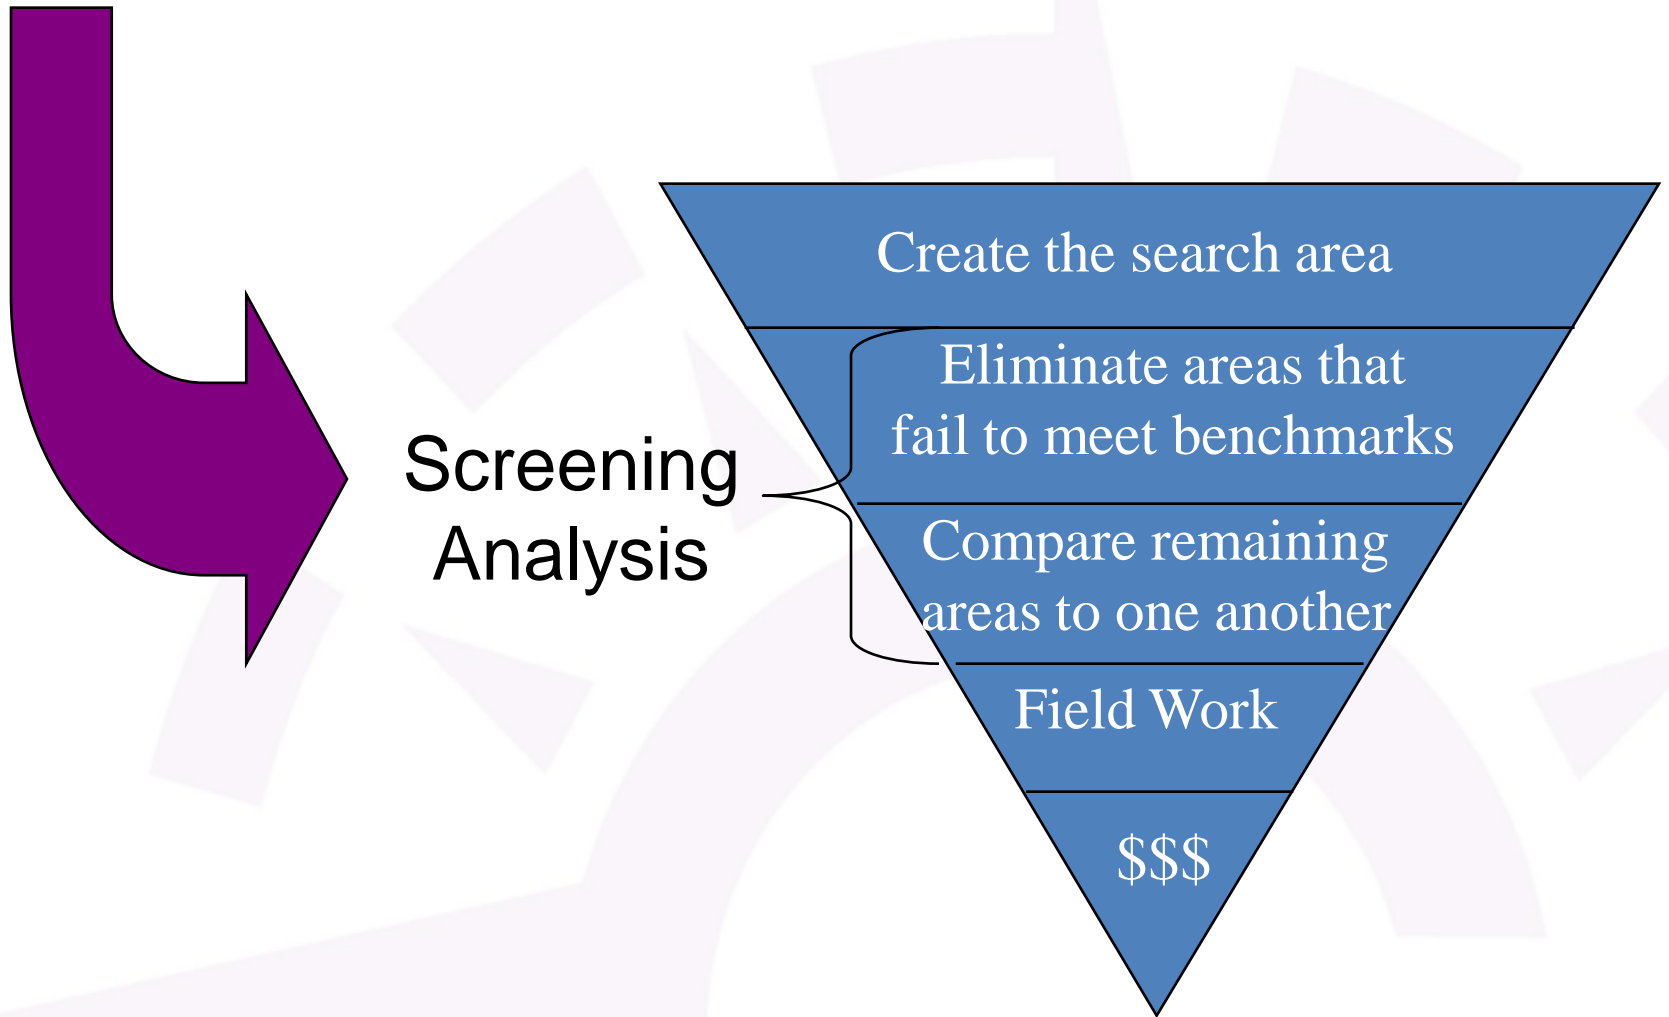 Screening
Analysis
Create the search area
Eliminate areas that
fail to meet benchmarks
Compare remaining
areas to one another
Field Work
$$$